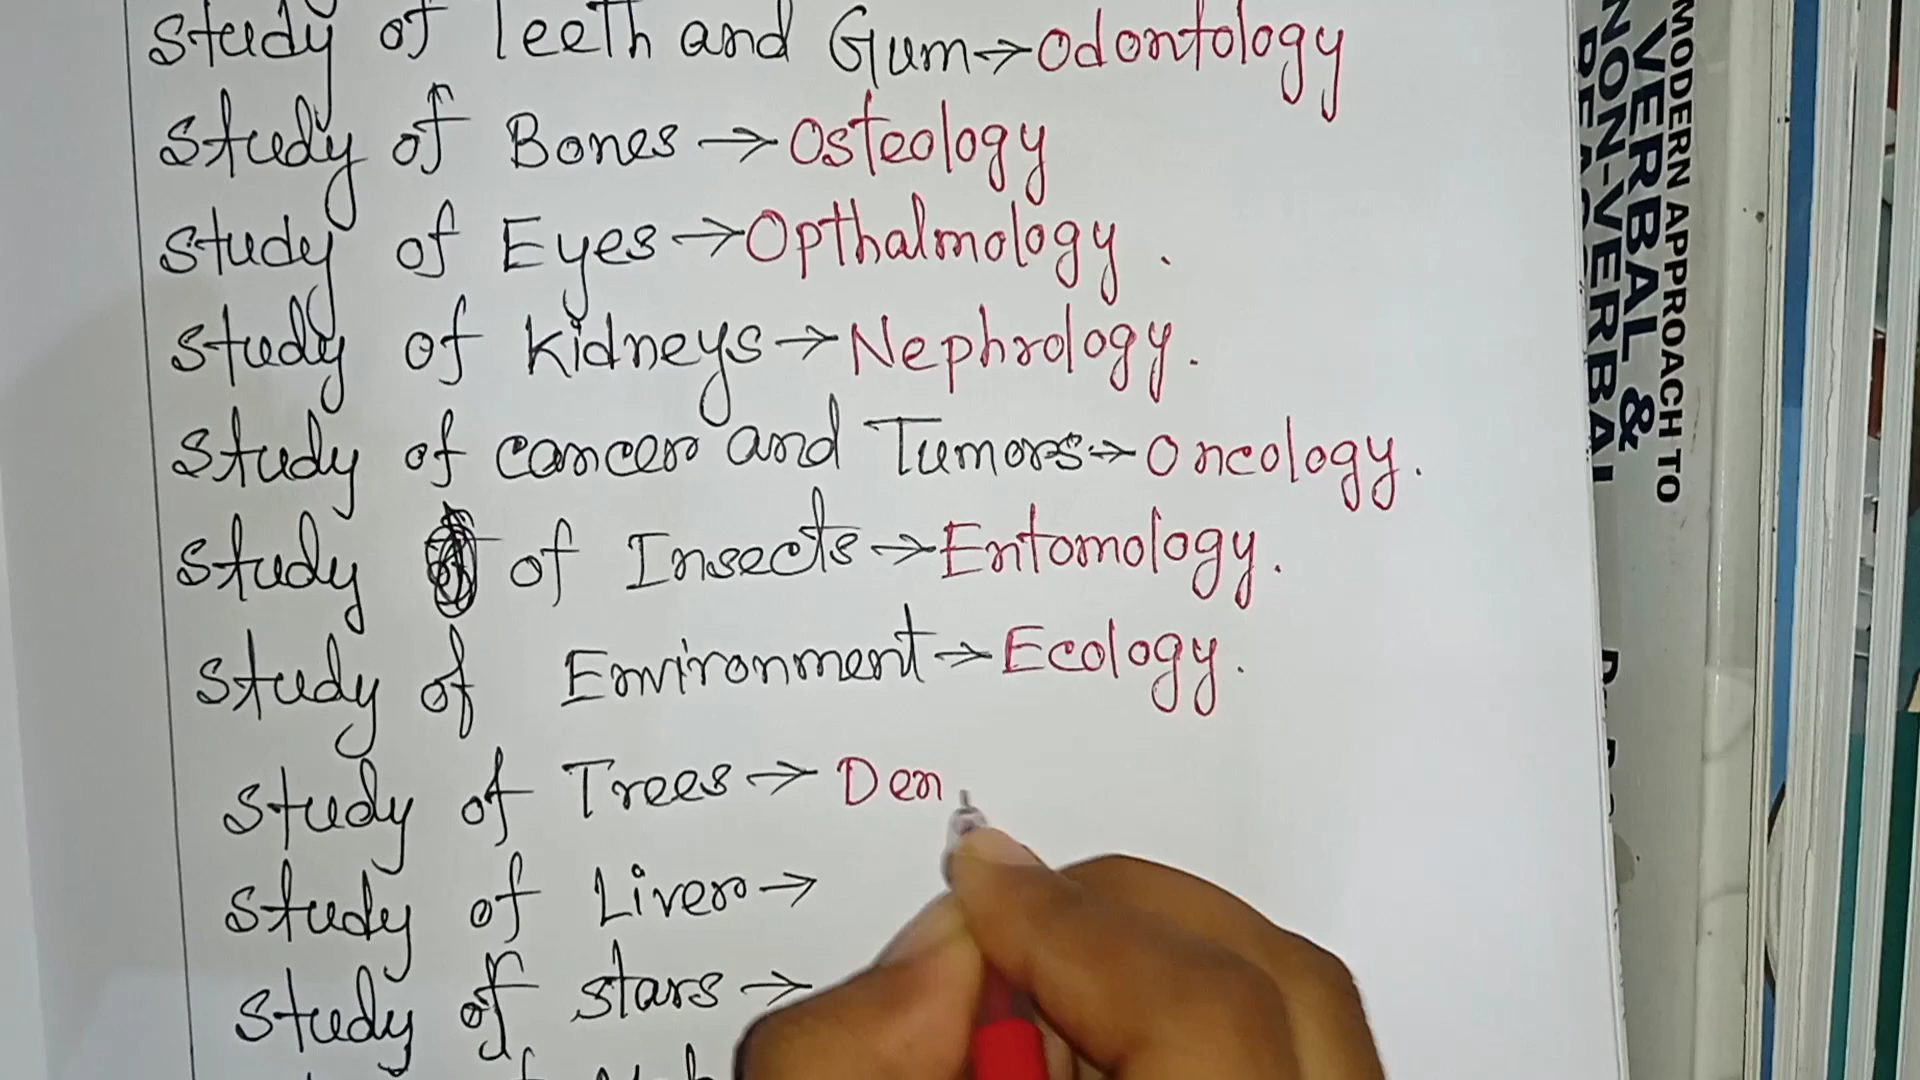 Study of Teeth and Gum→Odontology
Study of Bones→Osteology
Study of Eyes→Opthalmology.
Study of Kidneys→Nephrology.
Study of cancer and Tumors→Oncology.
Study of Insects→Entomology.
Study of Environment→Ecology.
Study of Trees→Den
Study of Liver→
Study of stars→
MODERN APPROACH TO
VERBAL &
NON-VERBAL